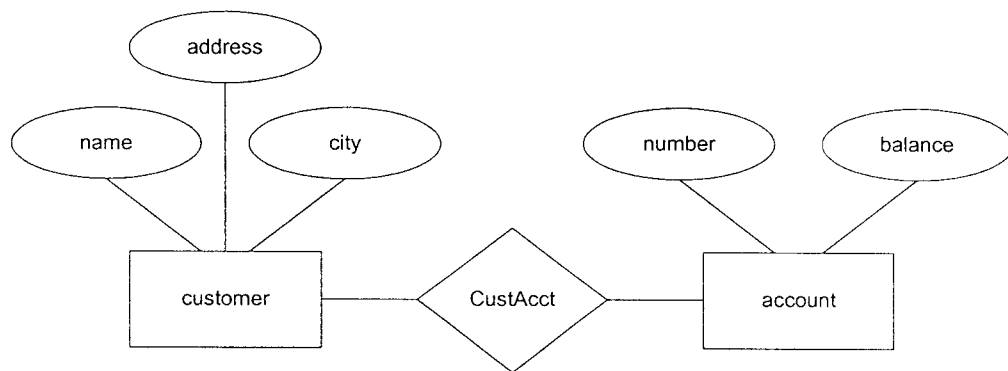 address
name
city
number
balance
customer
CustAcct
account